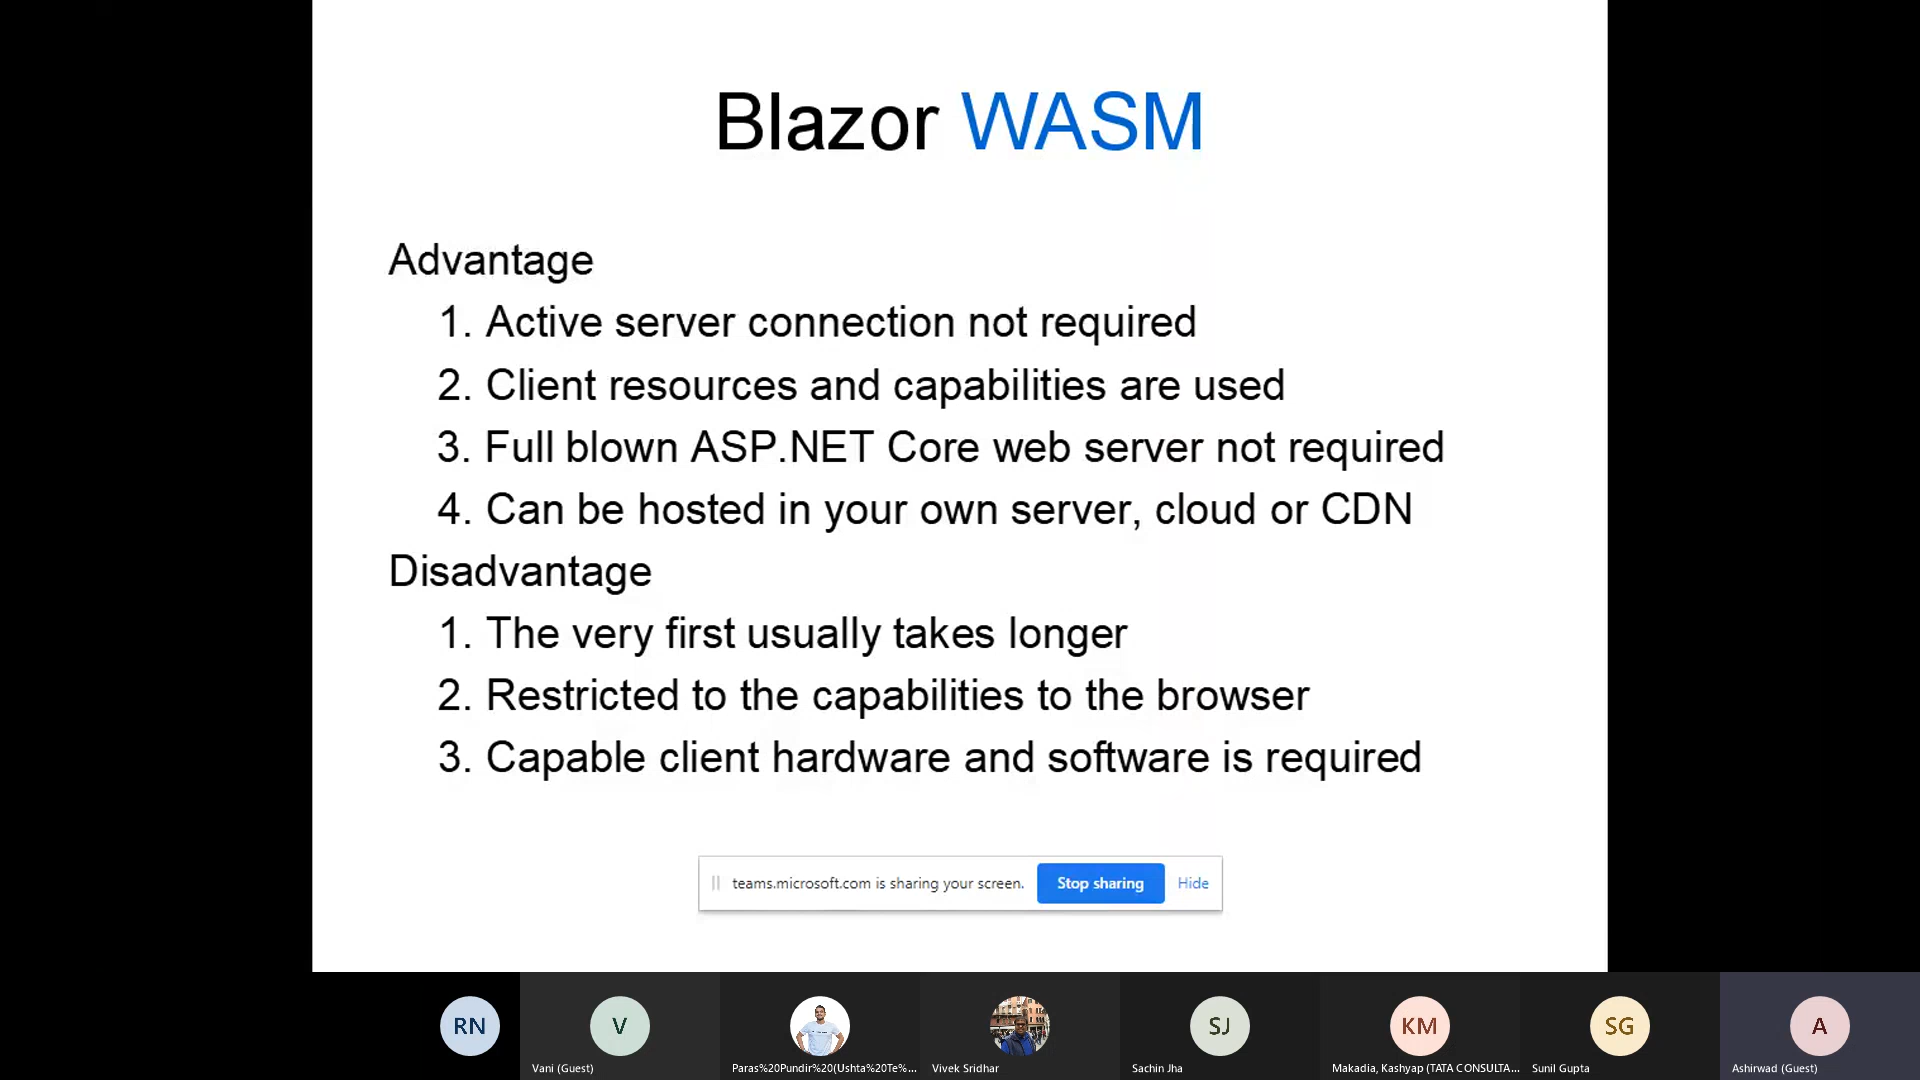 Blazor WASM
Advantage
1. Active server connection not required
2. Client resources and capabilities are used
3. Full blown ASP.NET Core web server not required
4. Can be hosted in your own server, cloud or CDN
Disadvantage
1. The very first usually takes longer
2. Restricted to the capabilities to the browser
3. Capable client hardware and software is required
teams.microsoft.com is sharing your screen. Stop sharing Hide
RN V SJ KM SG A
Vani (Guest) Paras%20Pundir%20(Ushta%20Te%... Vivek Sridhar Sachin Jha Makadia, Kashyap (TATA CONSULTA... Sunil Gupta Ashirwad (Guest)